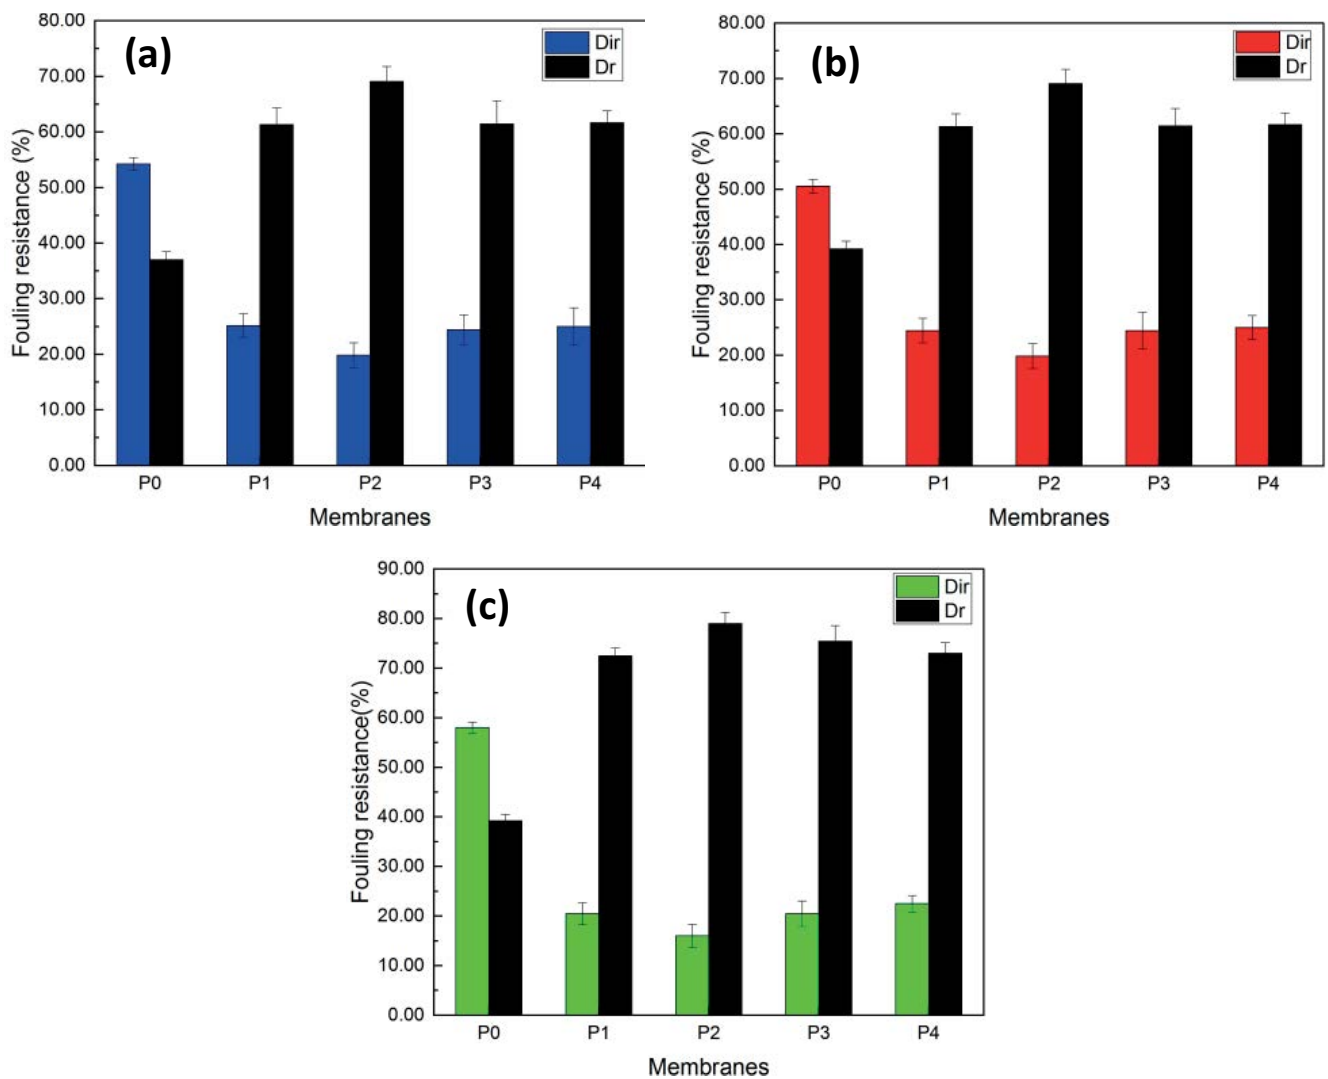 (a)
Dir
Dr
80.00
70.00
60.00
50.00
40.00
30.00
20.00
10.00
0.00
Fouling resistance (%)
P0 P1 P2 P3 P4
Membranes
(b)
Dir
Dr
80.00
70.00
60.00
50.00
40.00
30.00
20.00
10.00
0.00
Fouling resistance (%)
P0 P1 P2 P3 P4
Membranes
(c)
Dir
Dr
90.00
80.00
70.00
60.00
50.00
40.00
30.00
20.00
10.00
0.00
Fouling resistance(%)
P0 P1 P2 P3 P4
Membranes